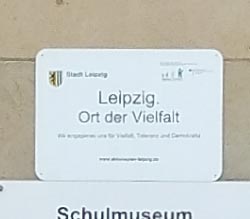 Stadt Leipzig
Leipzig.
Ort der Vielfalt
Wir engagieren uns für Vielfalt, Toleranz und Demokratie
www.aktionsplan-leipzig.de
Schulmuseum